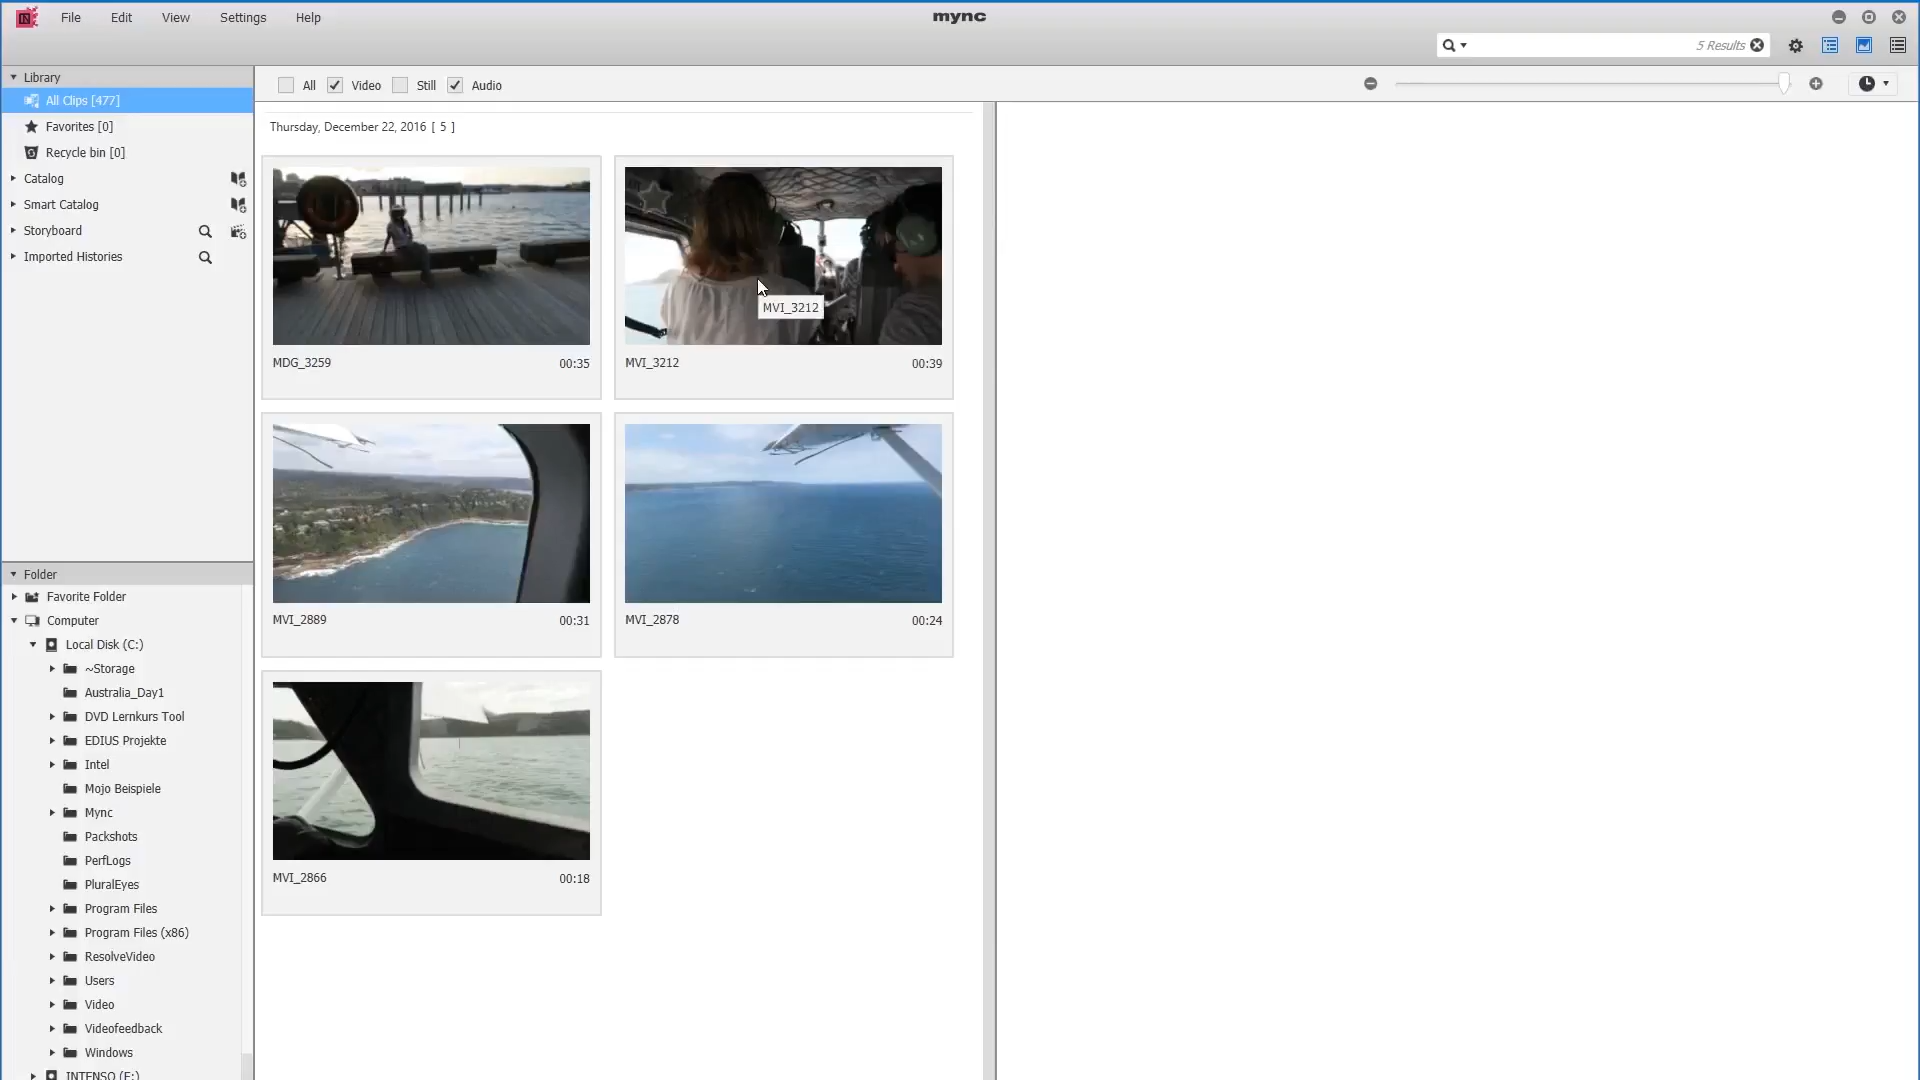 File Edit View Settings Help
mync
5 Results
Library
All Clips [477]
Favorites [0]
Recycle bin [0]
Catalog
Smart Catalog
Storyboard
Imported Histories
All Video Still Audio
Thursday, December 22, 2016 [ 5 ]
MVI_3212
MDG_3259 00:35
MVI_3212 00:39
MVI_2889 00:31
MVI_2878 00:24
MVI_2866 00:18
Folder
Favorite Folder
Computer
Local Disk (C:)
~Storage
Australia_Day1
DVD Lernkurs Tool
EDIUS Projekte
Intel
Mojo Beispiele
Mync
Packshots
PerfLogs
PluralEyes
Program Files
Program Files (x86)
ResolveVideo
Users
Video
Videofeedback
Windows
INTENSO (E:)